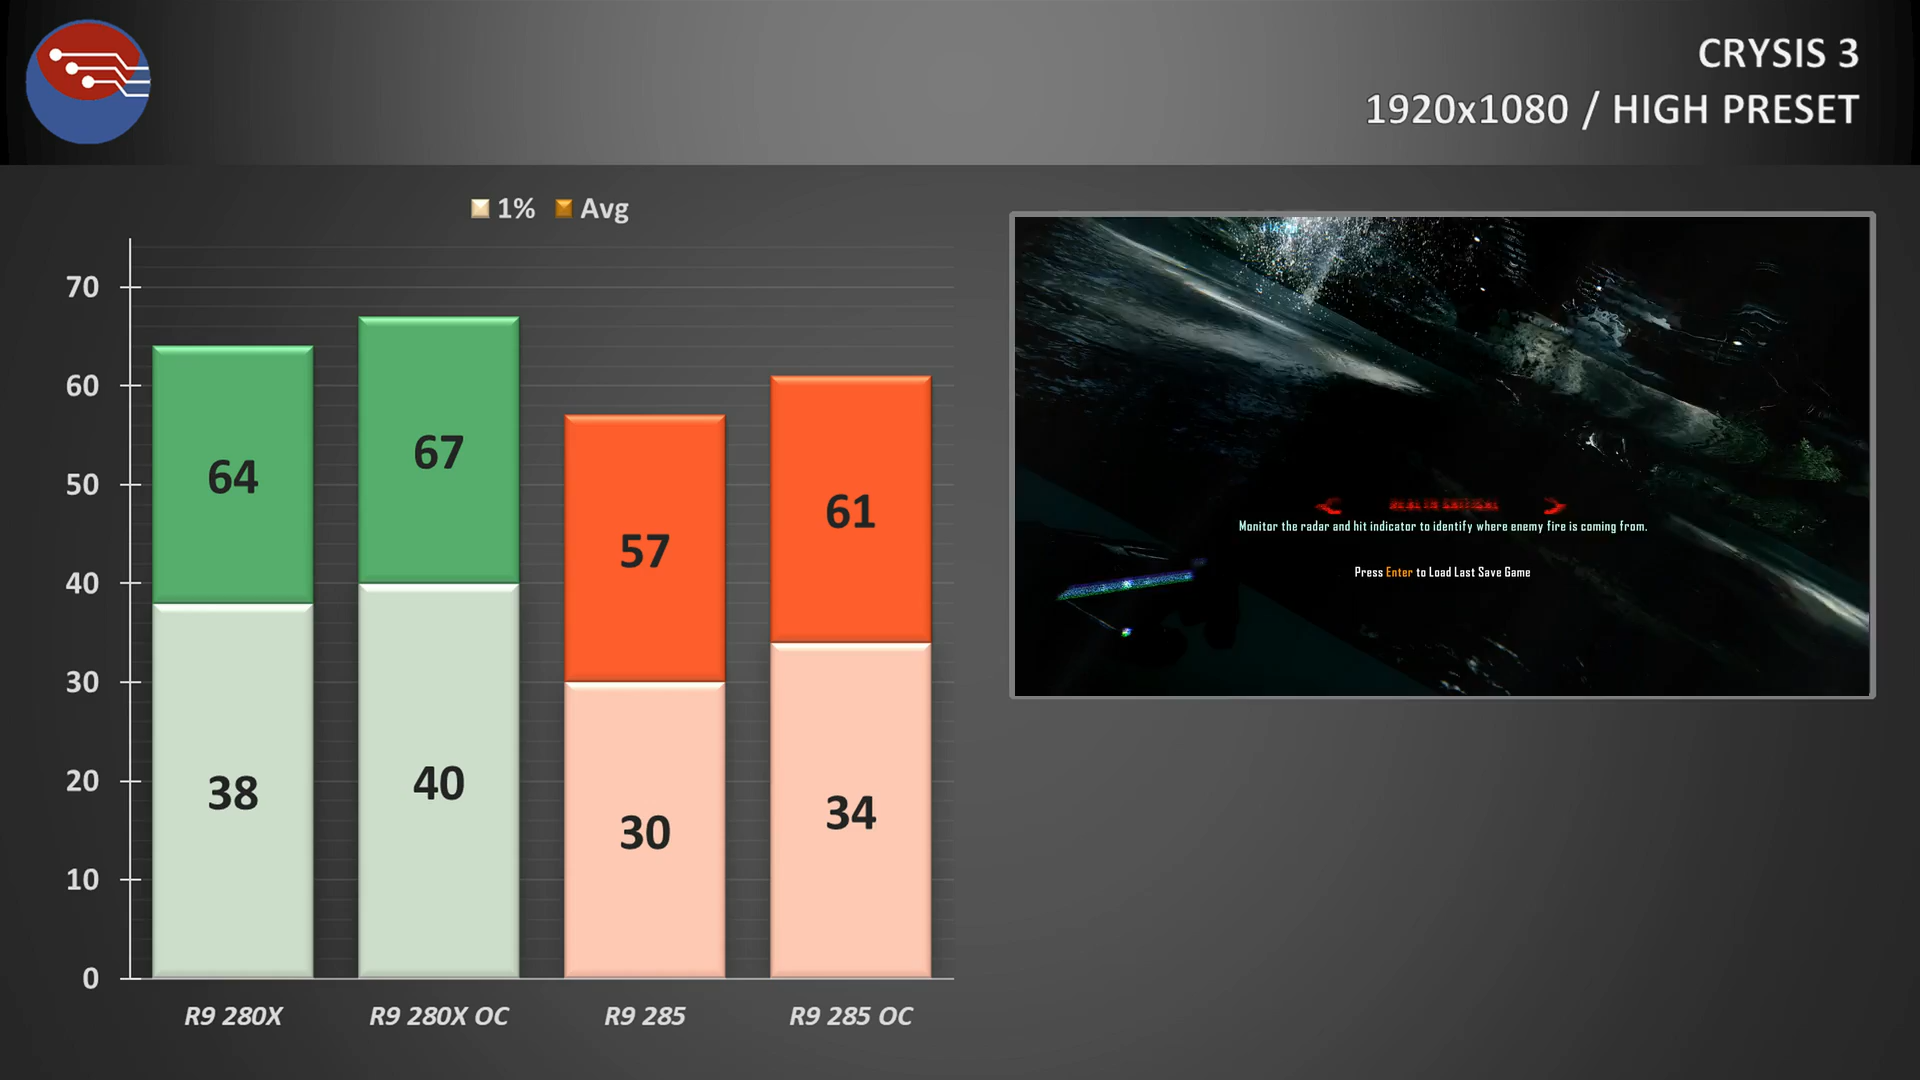 CRYSIS 3
1920x1080 / HIGH PRESET
1% Avg
70
60
50
40
30
20
10
0
64
67
57
61
38
40
30
34
R9 280X
R9 280X OC
R9 285
R9 285 OC
Monitor the radar and hit indicator to identify where enemy fire is coming from.
Press Enter to Load Last Save Game